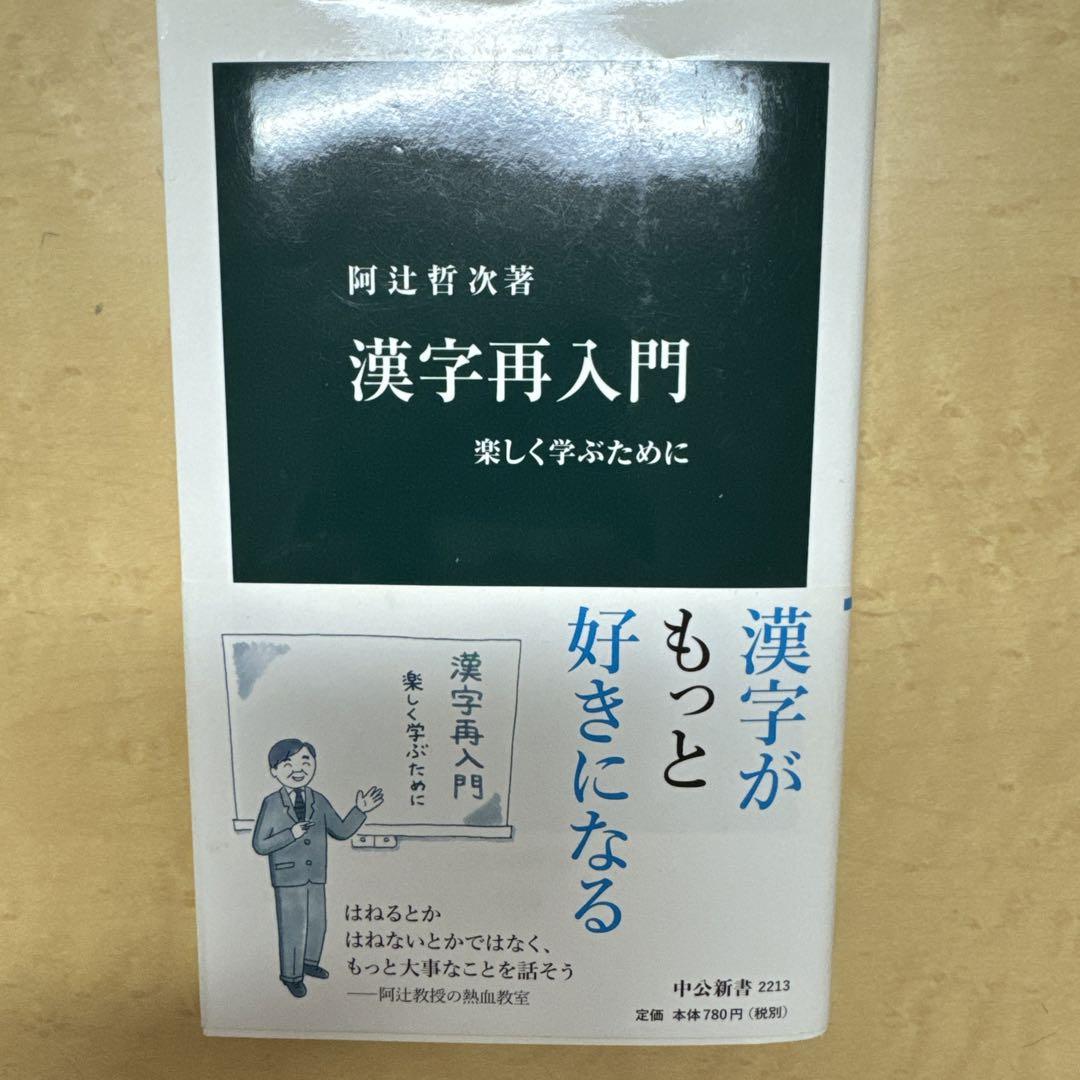 阿辻哲次著
漢字再入門
楽しく学ぶために
漢字が
もっと
好きになる
漢字再入門
楽しく学ぶために
はねるとか
はねないとかではなく、
もっと大事なことを話そう
──阿辻教授の熱血教室
中公新書 2213
定価 本体780円(税別)